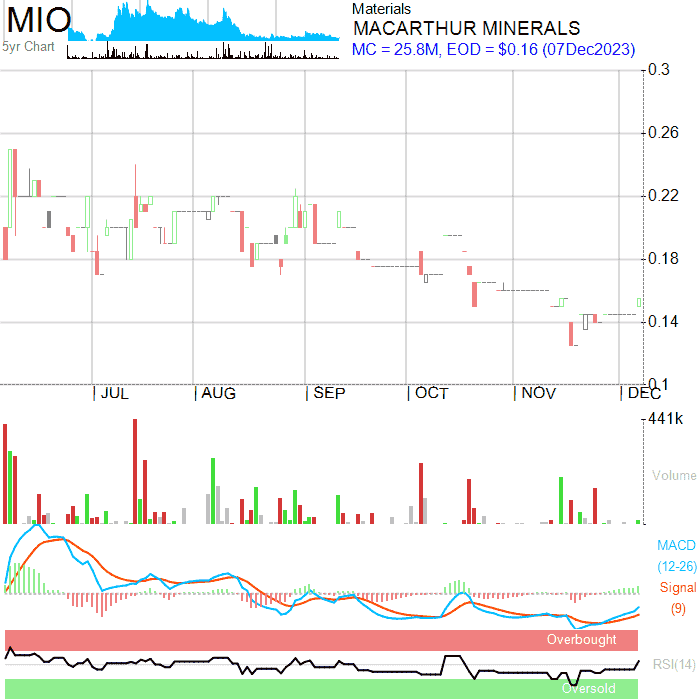 MIO
5yr Chart
Materials
MACARTHUR MINERALS
MC = 25.8M, EOD = $0.16 (07Dec2023)
0.3
0.26
0.22
0.18
0.14
0.1
JUL AUG SEP OCT NOV DEC
441k
Volume
MACD
(12-26)
Signal
(9)
Overbought
RSI(14)
Oversold